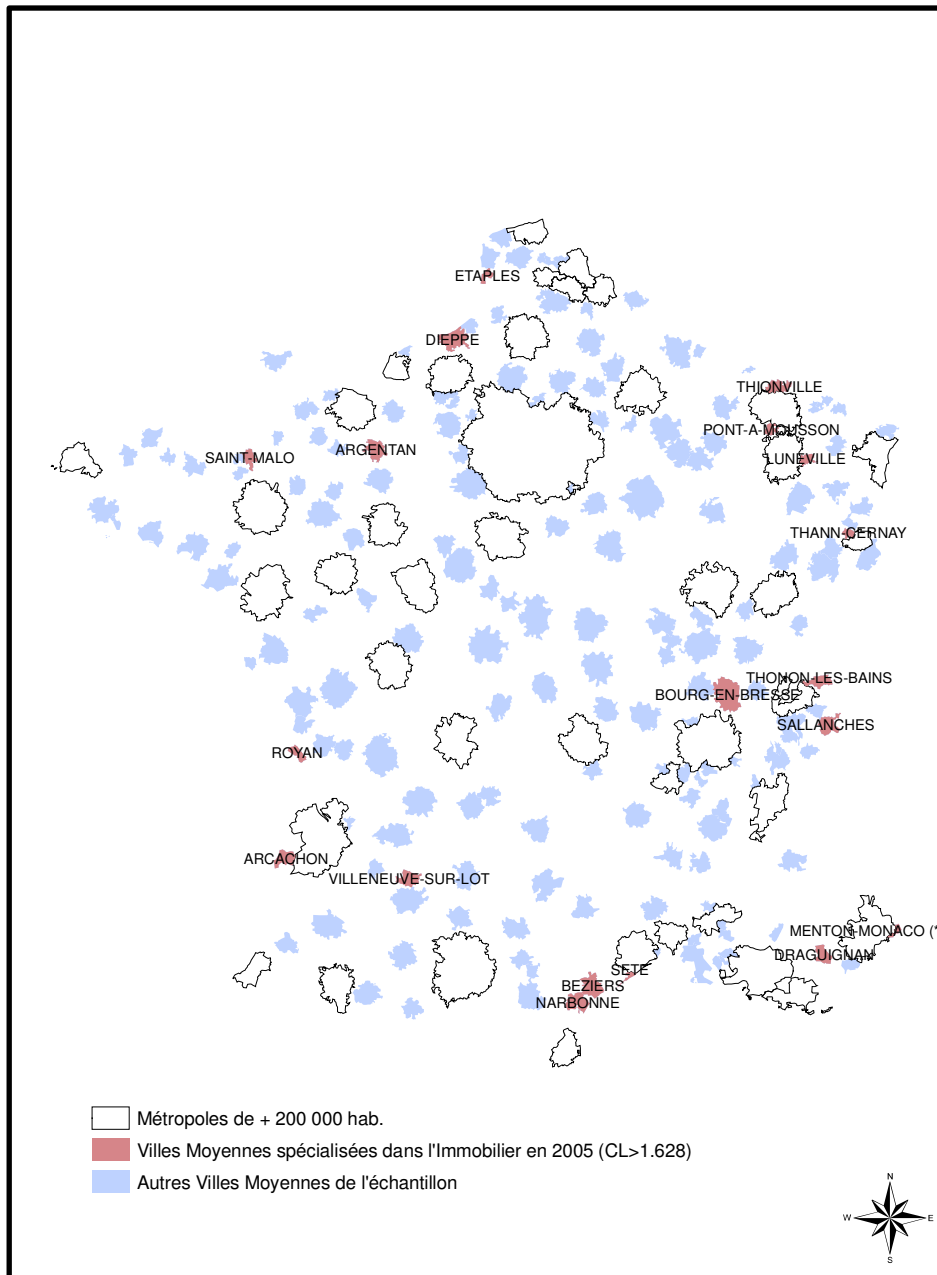 ETAPLES
DIEPPE
THIONVILLE
PONT-A-MOUSSON
ARGENTAN
SAINT-MALO
LUNEVILLE
THANN-CERNAY
THONON-LES-BAINS
BOURG-EN-BRESSE
SALLANCHES
ROYAN
ARCACHON
VILLENEUVE-SUR-LOT
MENTON-MONACO (*
DRAGUIGNAN
SETE
BEZIERS
NARBONNE
Métropoles de + 200 000 hab.
Villes Moyennes spécialisées dans l'Immobilier en 2005 (CL>1.628)
Autres Villes Moyennes de l'échantillon
N
W
E
S